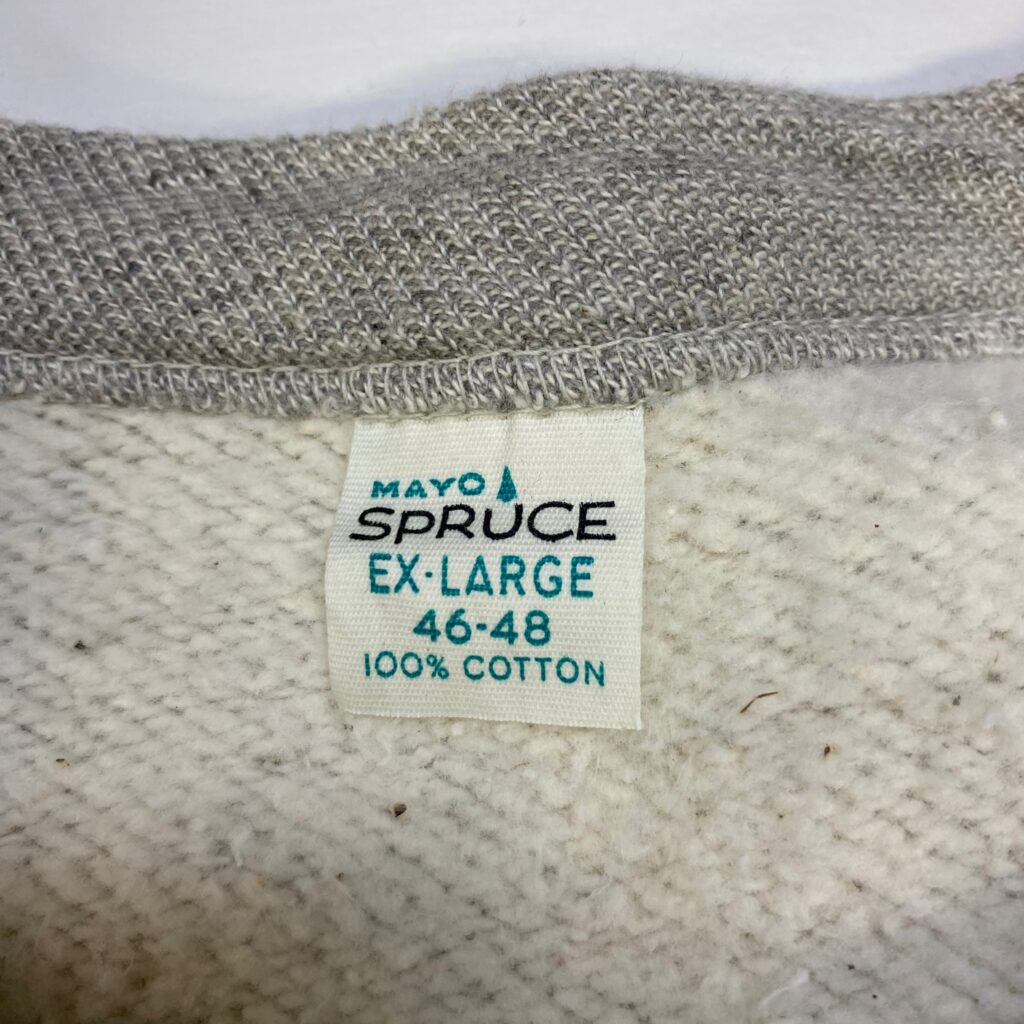 MAYO
SPRUCE
EX-LARGE
46-48
100% COTTON